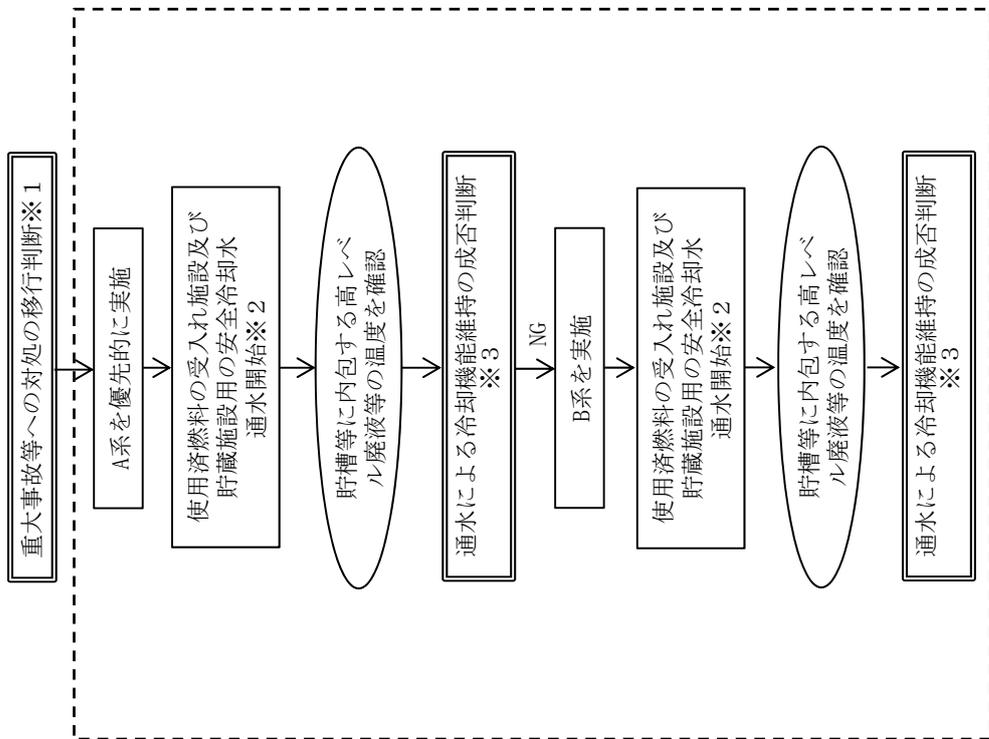 重大事故等への対処の移行判断※１
A系を優先的に実施
使用済燃料の受入れ施設及び
貯蔵施設用の安全冷却水
通水開始※２
貯槽等に内包する高レベ
ル廃液等の温度を確認
通水による冷却機能維持の成否判断
※３
NG
B系を実施
使用済燃料の受入れ施設及び
貯蔵施設用の安全冷却水
通水開始※２
貯槽等に内包する高レベ
ル廃液等の温度を確認
通水による冷却機能維持の成否判断
※３